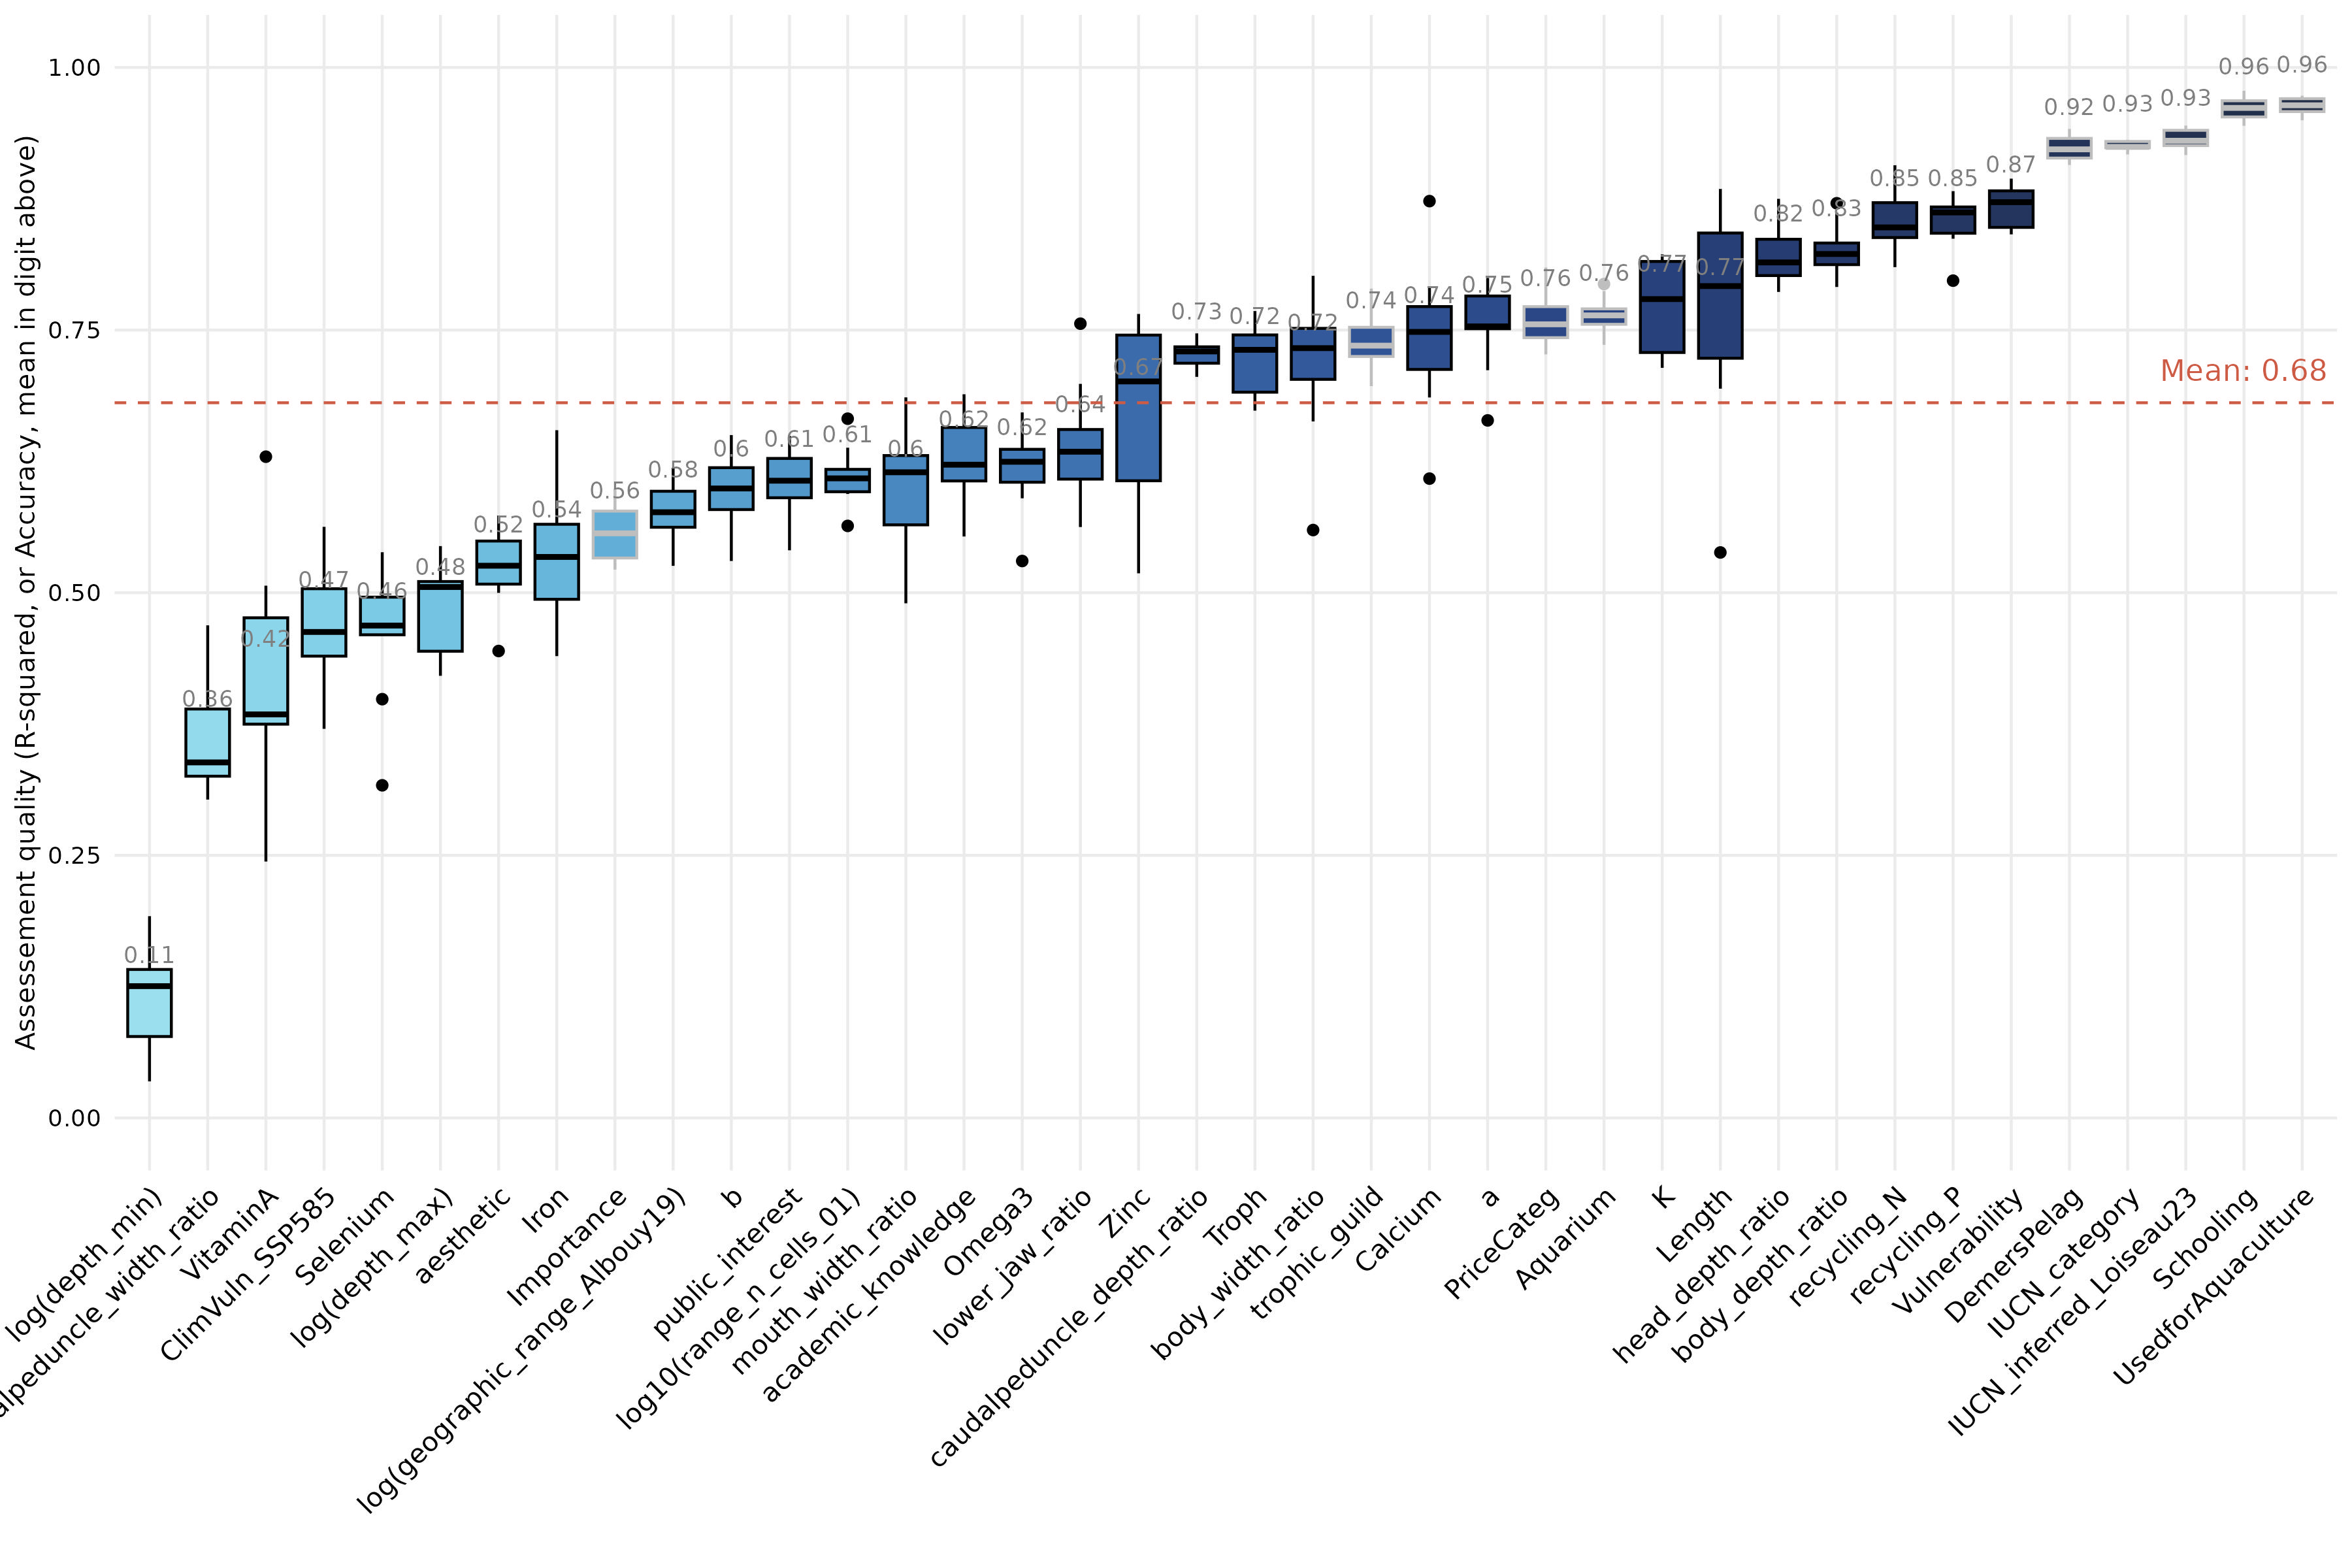 Assessement quality (R-squared, or Accuracy, mean in digit above)
1.00
0.75
0.50
0.25
0.00
0.11
0.36
0.42
0.47
0.46
0.48
0.52
0.54
0.56
0.58
0.6
0.61
0.61
0.6
0.62
0.62
0.64
0.67
0.73
0.72
0.72
0.74
0.74
0.75
0.76
0.76
0.77
0.77
0.82
0.83
0.85
0.85
0.87
0.92
0.93
0.93
0.96
0.96
Mean: 0.68
log(depth_min)
alpeduncle_width_ratio
VitaminA
ClimVuln_SSP585
Selenium
log(depth_max)
aesthetic
Iron
Importance
log(geographic_range_Albouy19)
b
public_interest
log10(range_n_cells_01)
mouth_width_ratio
academic_knowledge
Omega3
lower_jaw_ratio
Zinc
caudalpeduncle_depth_ratio
Troph
body_width_ratio
trophic_guild
Calcium
a
PriceCateg
Aquarium
K
Length
head_depth_ratio
body_depth_ratio
recycling_N
recycling_P
Vulnerability
DemersPelag
IUCN_category
IUCN_inferred_Loiseau23
Schooling
UsedforAquaculture